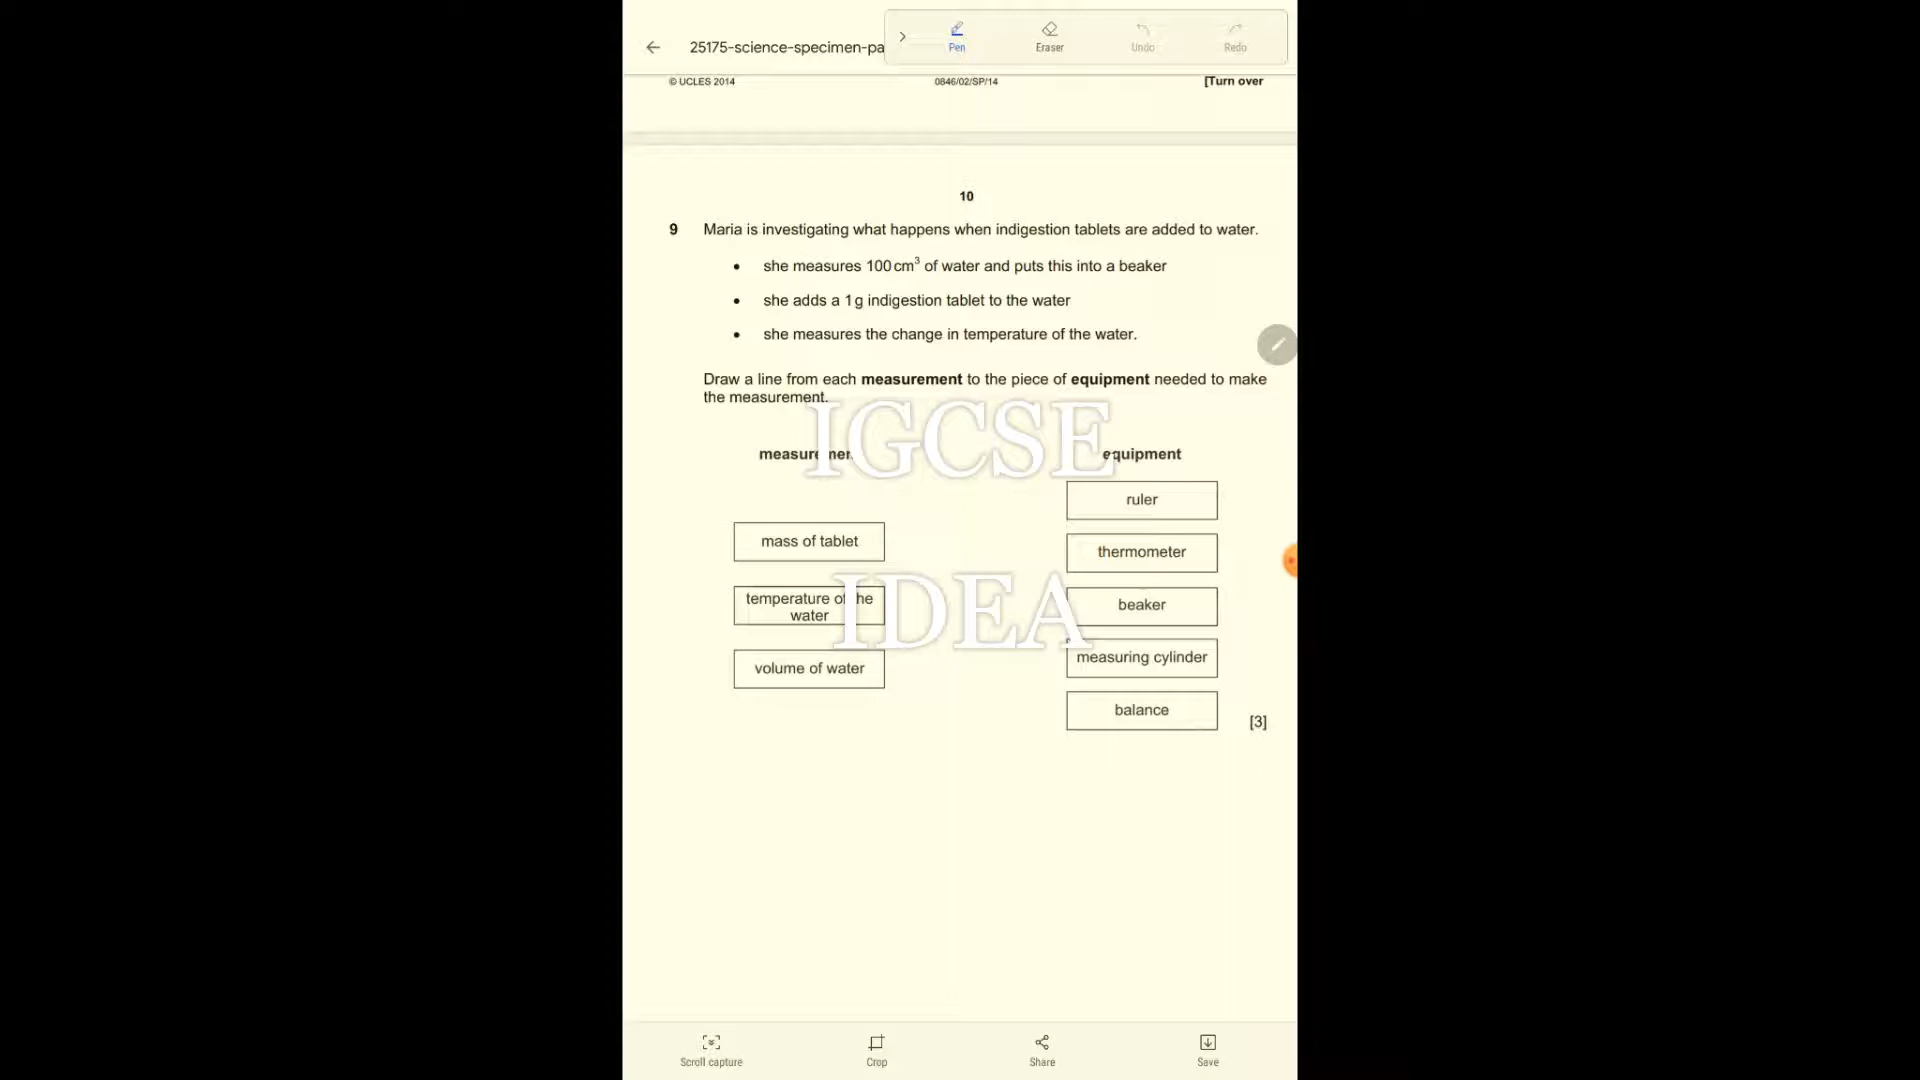 25175-science-specimen-pa
Pen
Eraser
Undo
Redo
© UCLES 2014
0846/02/SP/14
[Turn over
10
9 Maria is investigating what happens when indigestion tablets are added to water.
• she measures 100 cm³ of water and puts this into a beaker
• she adds a 1 g indigestion tablet to the water
• she measures the change in temperature of the water.
Draw a line from each measurement to the piece of equipment needed to make
the measurement.
IGCSE
equipment
ruler
mass of tablet
thermometer
IDEA
temperature of the
water
beaker
volume of water
measuring cylinder
balance
[3]
Scroll capture
Crop
Share
Save